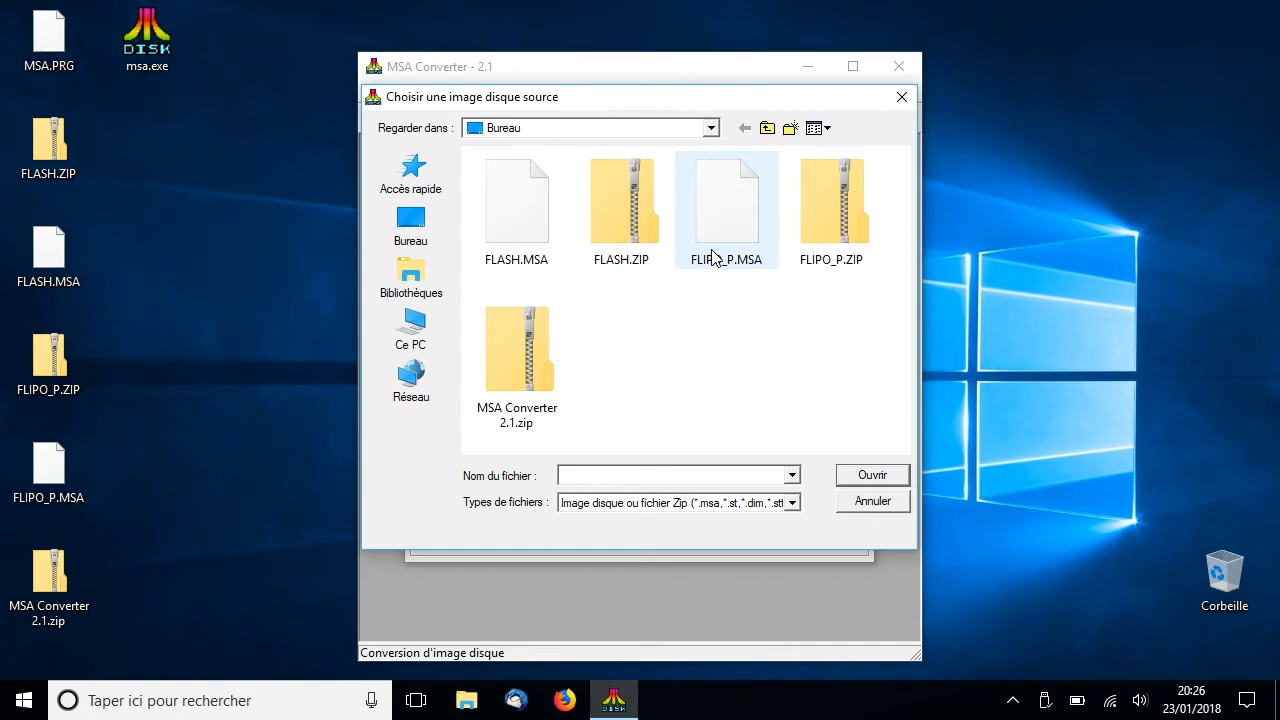 MSA.PRG
DISK
msa.exe
FLASH.ZIP
FLASH.MSA
FLIPO_P.ZIP
FLIPO_P.MSA
MSA Converter
2.1.zip
MSA Converter - 2.1
Choisir une image disque source
Regarder dans :
Bureau
Accès rapide
Bureau
Bibliothèques
Ce PC
Réseau
FLASH.MSA
FLASH.ZIP
FLIPO_P.MSA
FLIPO_P.ZIP
MSA Converter
2.1.zip
Nom du fichier :
Ouvrir
Types de fichiers :
Image disque ou fichier Zip (*.msa,*.st,*.dim,*.stt
Annuler
Conversion d'image disque
Corbeille
Taper ici pour rechercher
20:26
23/01/2018